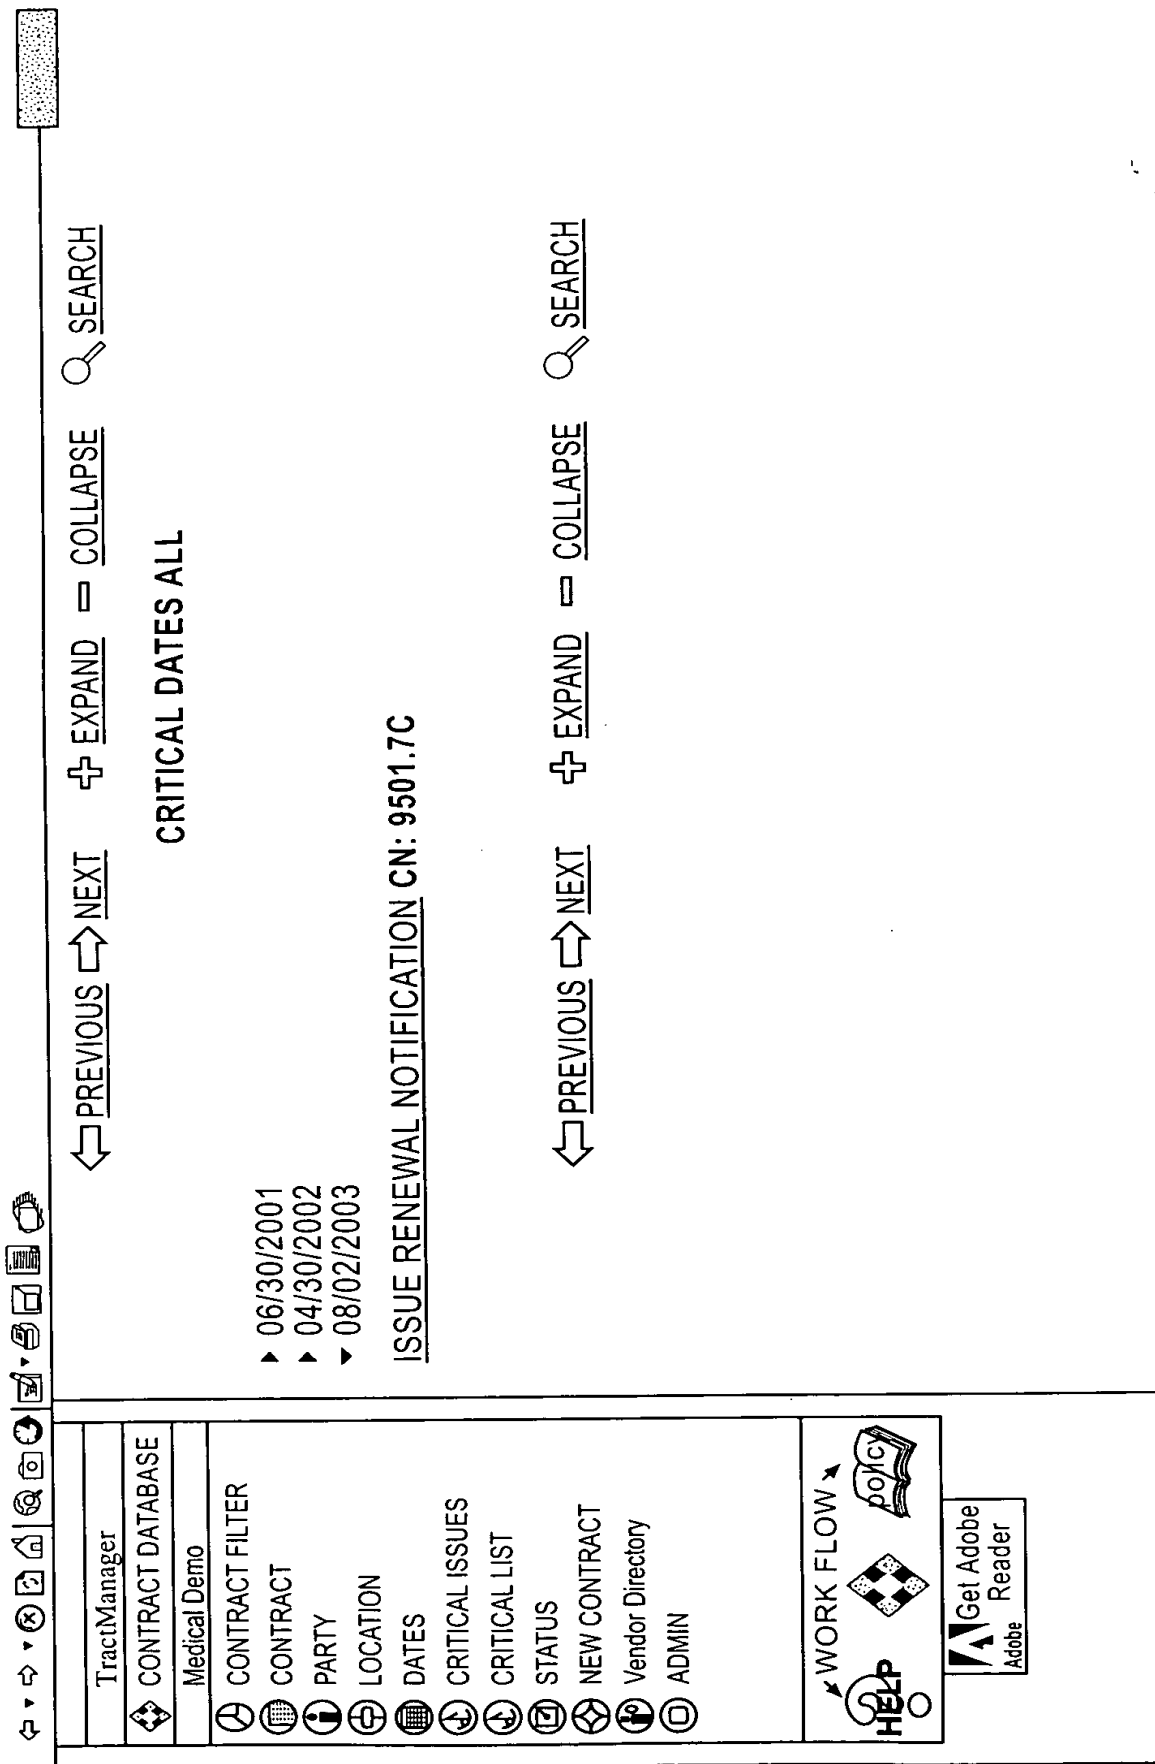 TractManager
CONTRACT DATABASE
Medical Demo
CONTRACT FILTER
CONTRACT
PARTY
LOCATION
DATES
CRITICAL ISSUES
CRITICAL LIST
STATUS
NEW CONTRACT
Vendor Directory
ADMIN
WORK FLOW
HELP
policy
Get Adobe
Reader
Adobe
PREVIOUS NEXT EXPAND COLLAPSE SEARCH
CRITICAL DATES ALL
06/30/2001
04/30/2002
08/02/2003
ISSUE RENEWAL NOTIFICATION CN: 9501.7C
PREVIOUS NEXT EXPAND COLLAPSE SEARCH